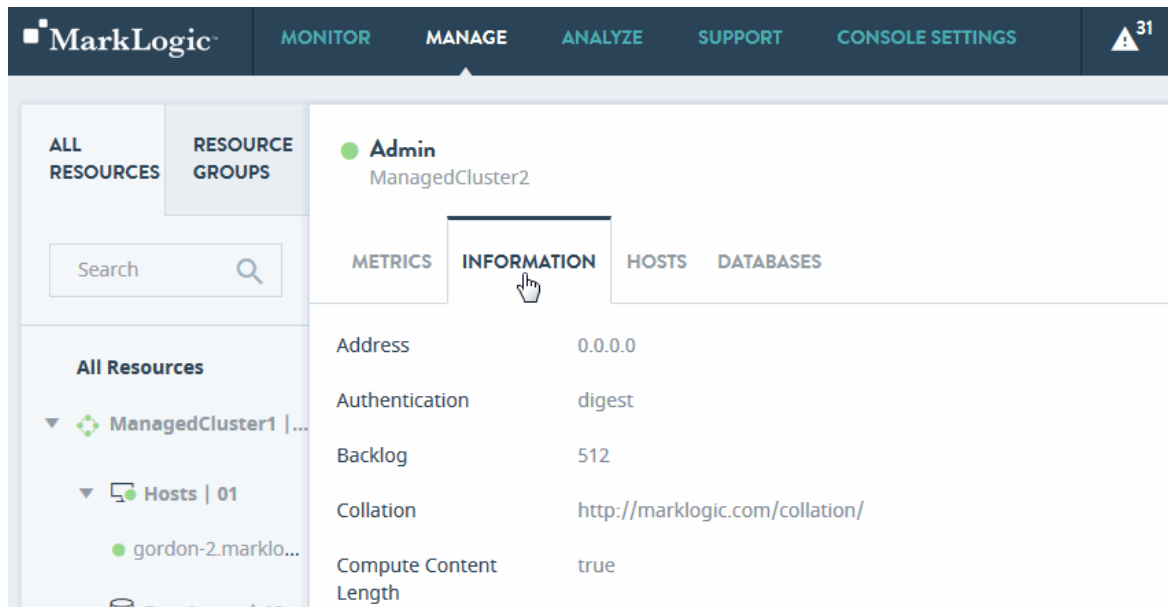 MarkLogic™
MONITOR
MANAGE
ANALYZE
SUPPORT
CONSOLE SETTINGS
31
ALL
RESOURCES
RESOURCE
GROUPS
Search
All Resources
ManagedCluster1 |...
Hosts | 01
gordon-2.marklo...
Admin
ManagedCluster2
METRICS
INFORMATION
HOSTS
DATABASES
Address 0.0.0.0
Authentication digest
Backlog 512
Collation http://marklogic.com/collation/
Compute Content true
Length